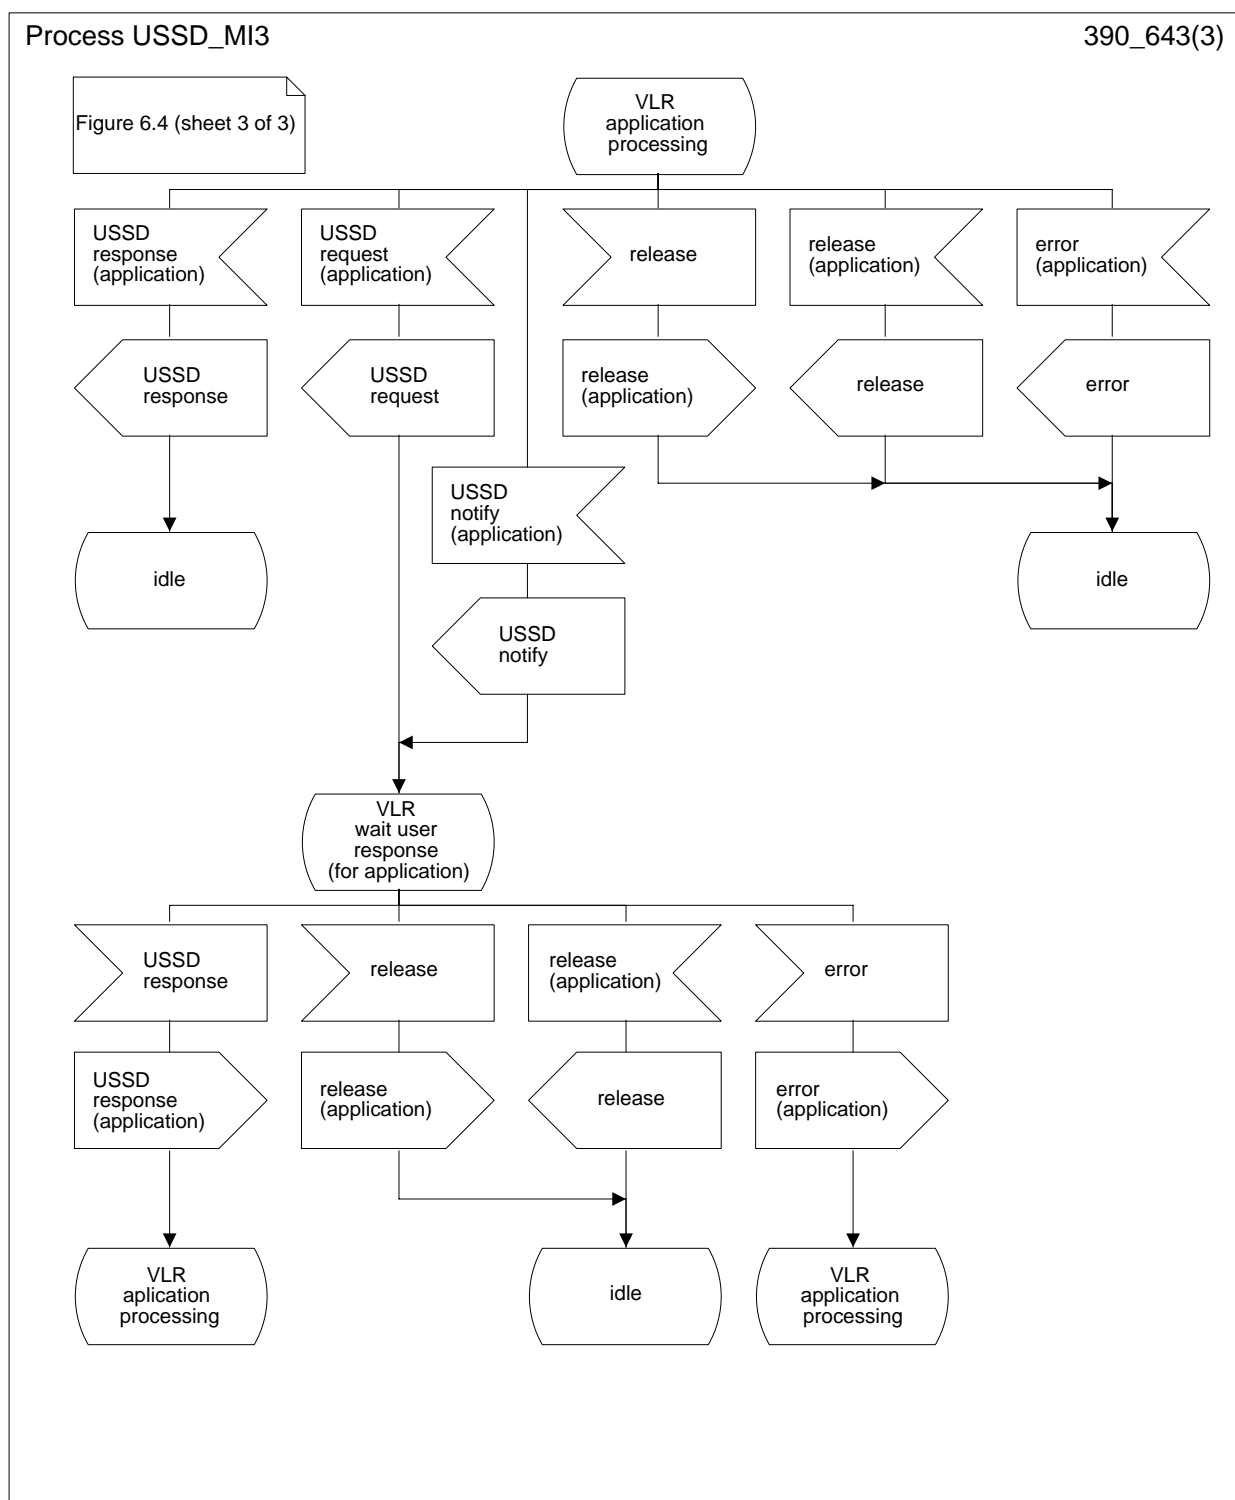 Process USSD_MI3
390_643(3)
Figure 6.4 (sheet 3 of 3)
VLR
application
processing
USSD
response
(application)
USSD
request
(application)
release
release
(application)
error
(application)
USSD
response
USSD
request
release
(application)
release
error
USSD
notify
(application)
idle
idle
USSD
notify
VLR
wait user
response
(for application)
USSD
response
release
release
(application)
error
USSD
response
(application)
release
(application)
release
error
(application)
VLR
aplication
processing
idle
VLR
application
processing